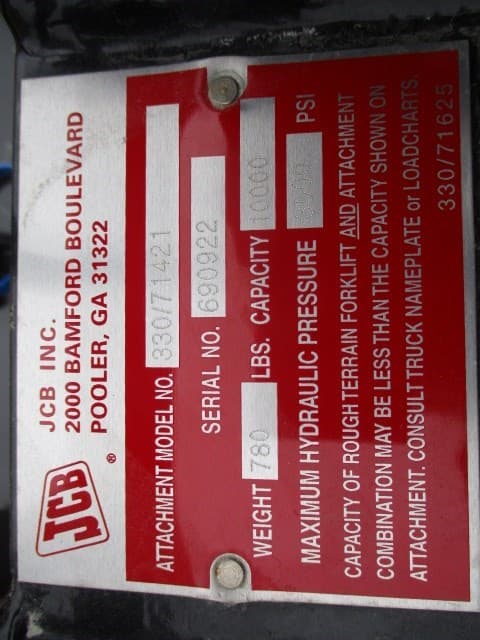 JCB
®
JCB INC.
2000 BAMFORD BOULEVARD
POOLER, GA 31322
ATTACHMENT MODEL NO. 330/71421
SERIAL NO. 690922
WEIGHT 780 LBS. CAPACITY 10000
MAXIMUM HYDRAULIC PRESSURE PSI
CAPACITY OF ROUGH TERRAIN FORKLIFT AND ATTACHMENT
COMBINATION MAY BE LESS THAN THE CAPACITY SHOWN ON
ATTACHMENT. CONSULT TRUCK NAMEPLATE or LOADCHARTS.
330/71625